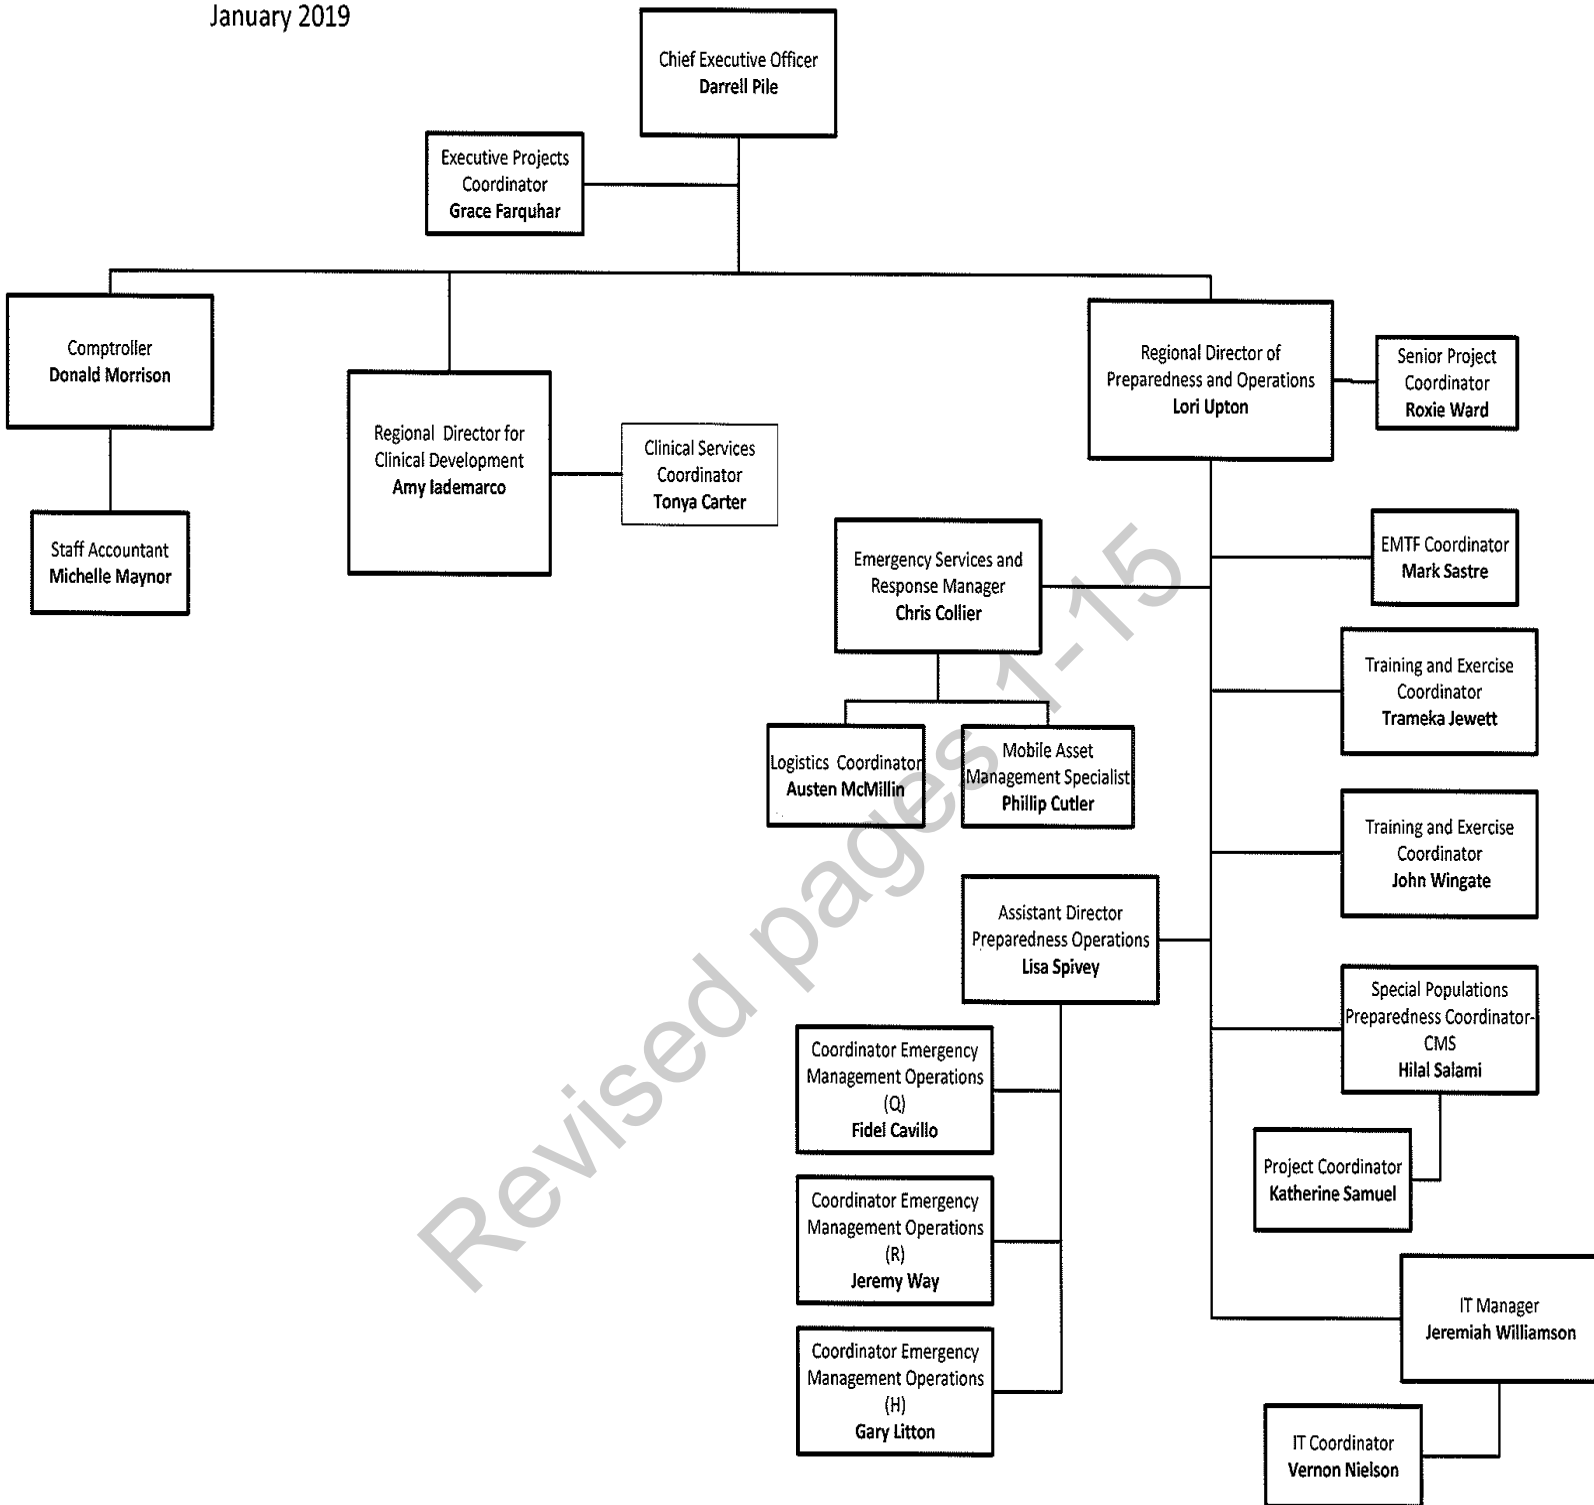 January 2019
Chief Executive Officer
Darrell Pile
Executive Projects
Coordinator
Grace Farquhar
Comptroller
Donald Morrison
Staff Accountant
Michelle Maynor
Regional Director for
Clinical Development
Amy Iademarco
Clinical Services
Coordinator
Tonya Carter
Regional Director of
Preparedness and Operations
Lori Upton
Senior Project
Coordinator
Roxie Ward
Emergency Services and
Response Manager
Chris Collier
Logistics Coordinator
Austen McMillin
Mobile Asset
Management Specialist
Phillip Cutler
EMTF Coordinator
Mark Sastre
Training and Exercise
Coordinator
Trameka Jewett
Training and Exercise
Coordinator
John Wingate
Assistant Director
Preparedness Operations
Lisa Spivey
Coordinator Emergency
Management Operations
(Q)
Fidel Cavillo
Coordinator Emergency
Management Operations
(R)
Jeremy Way
Coordinator Emergency
Management Operations
(H)
Gary Litton
Special Populations
Preparedness Coordinator-
CMS
Hilal Salami
Project Coordinator
Katherine Samuel
IT Manager
Jeremiah Williamson
IT Coordinator
Vernon Nielson
Revised pages 1-15